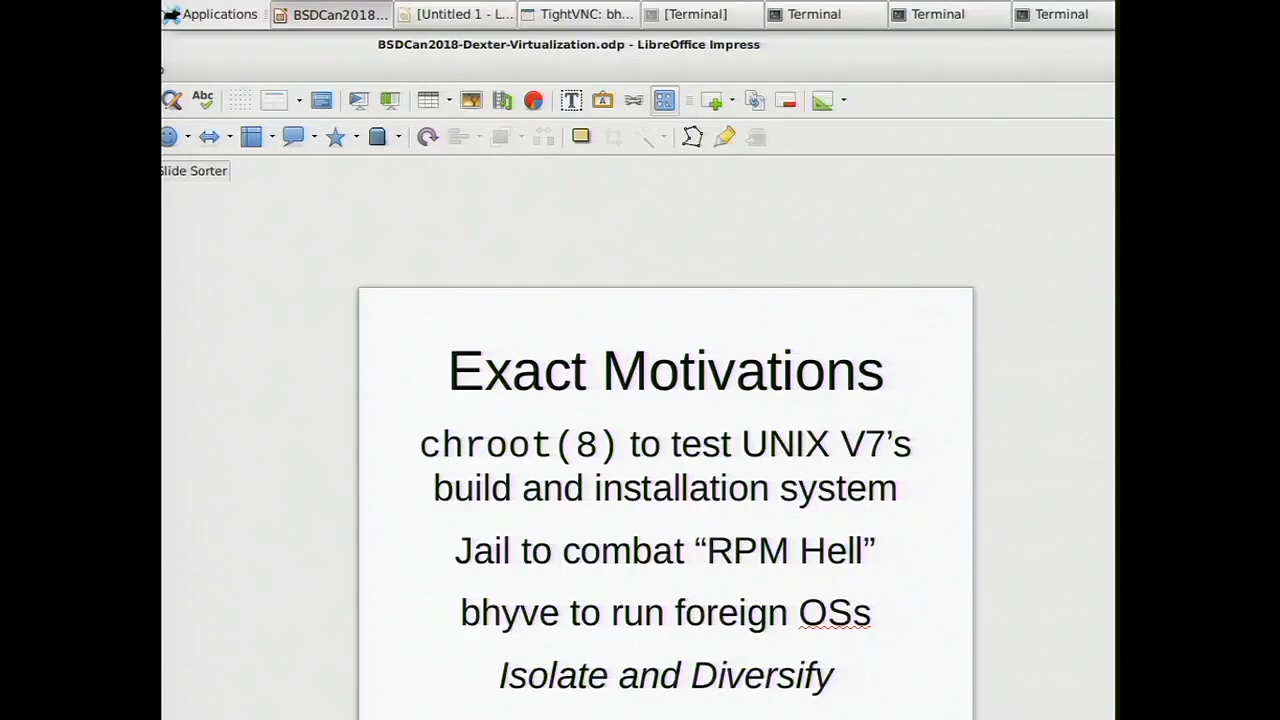 Applications
BSDCan2018...
[Untitled 1 - L...
TightVNC: bh...
[Terminal]
Terminal
Terminal
Terminal
BSDCan2018-Dexter-Virtualization.odp - LibreOffice Impress
Abc
T
A
Slide Sorter
Exact Motivations
chroot(8) to test UNIX V7’s
build and installation system
Jail to combat “RPM Hell”
bhyve to run foreign OSs
Isolate and Diversify